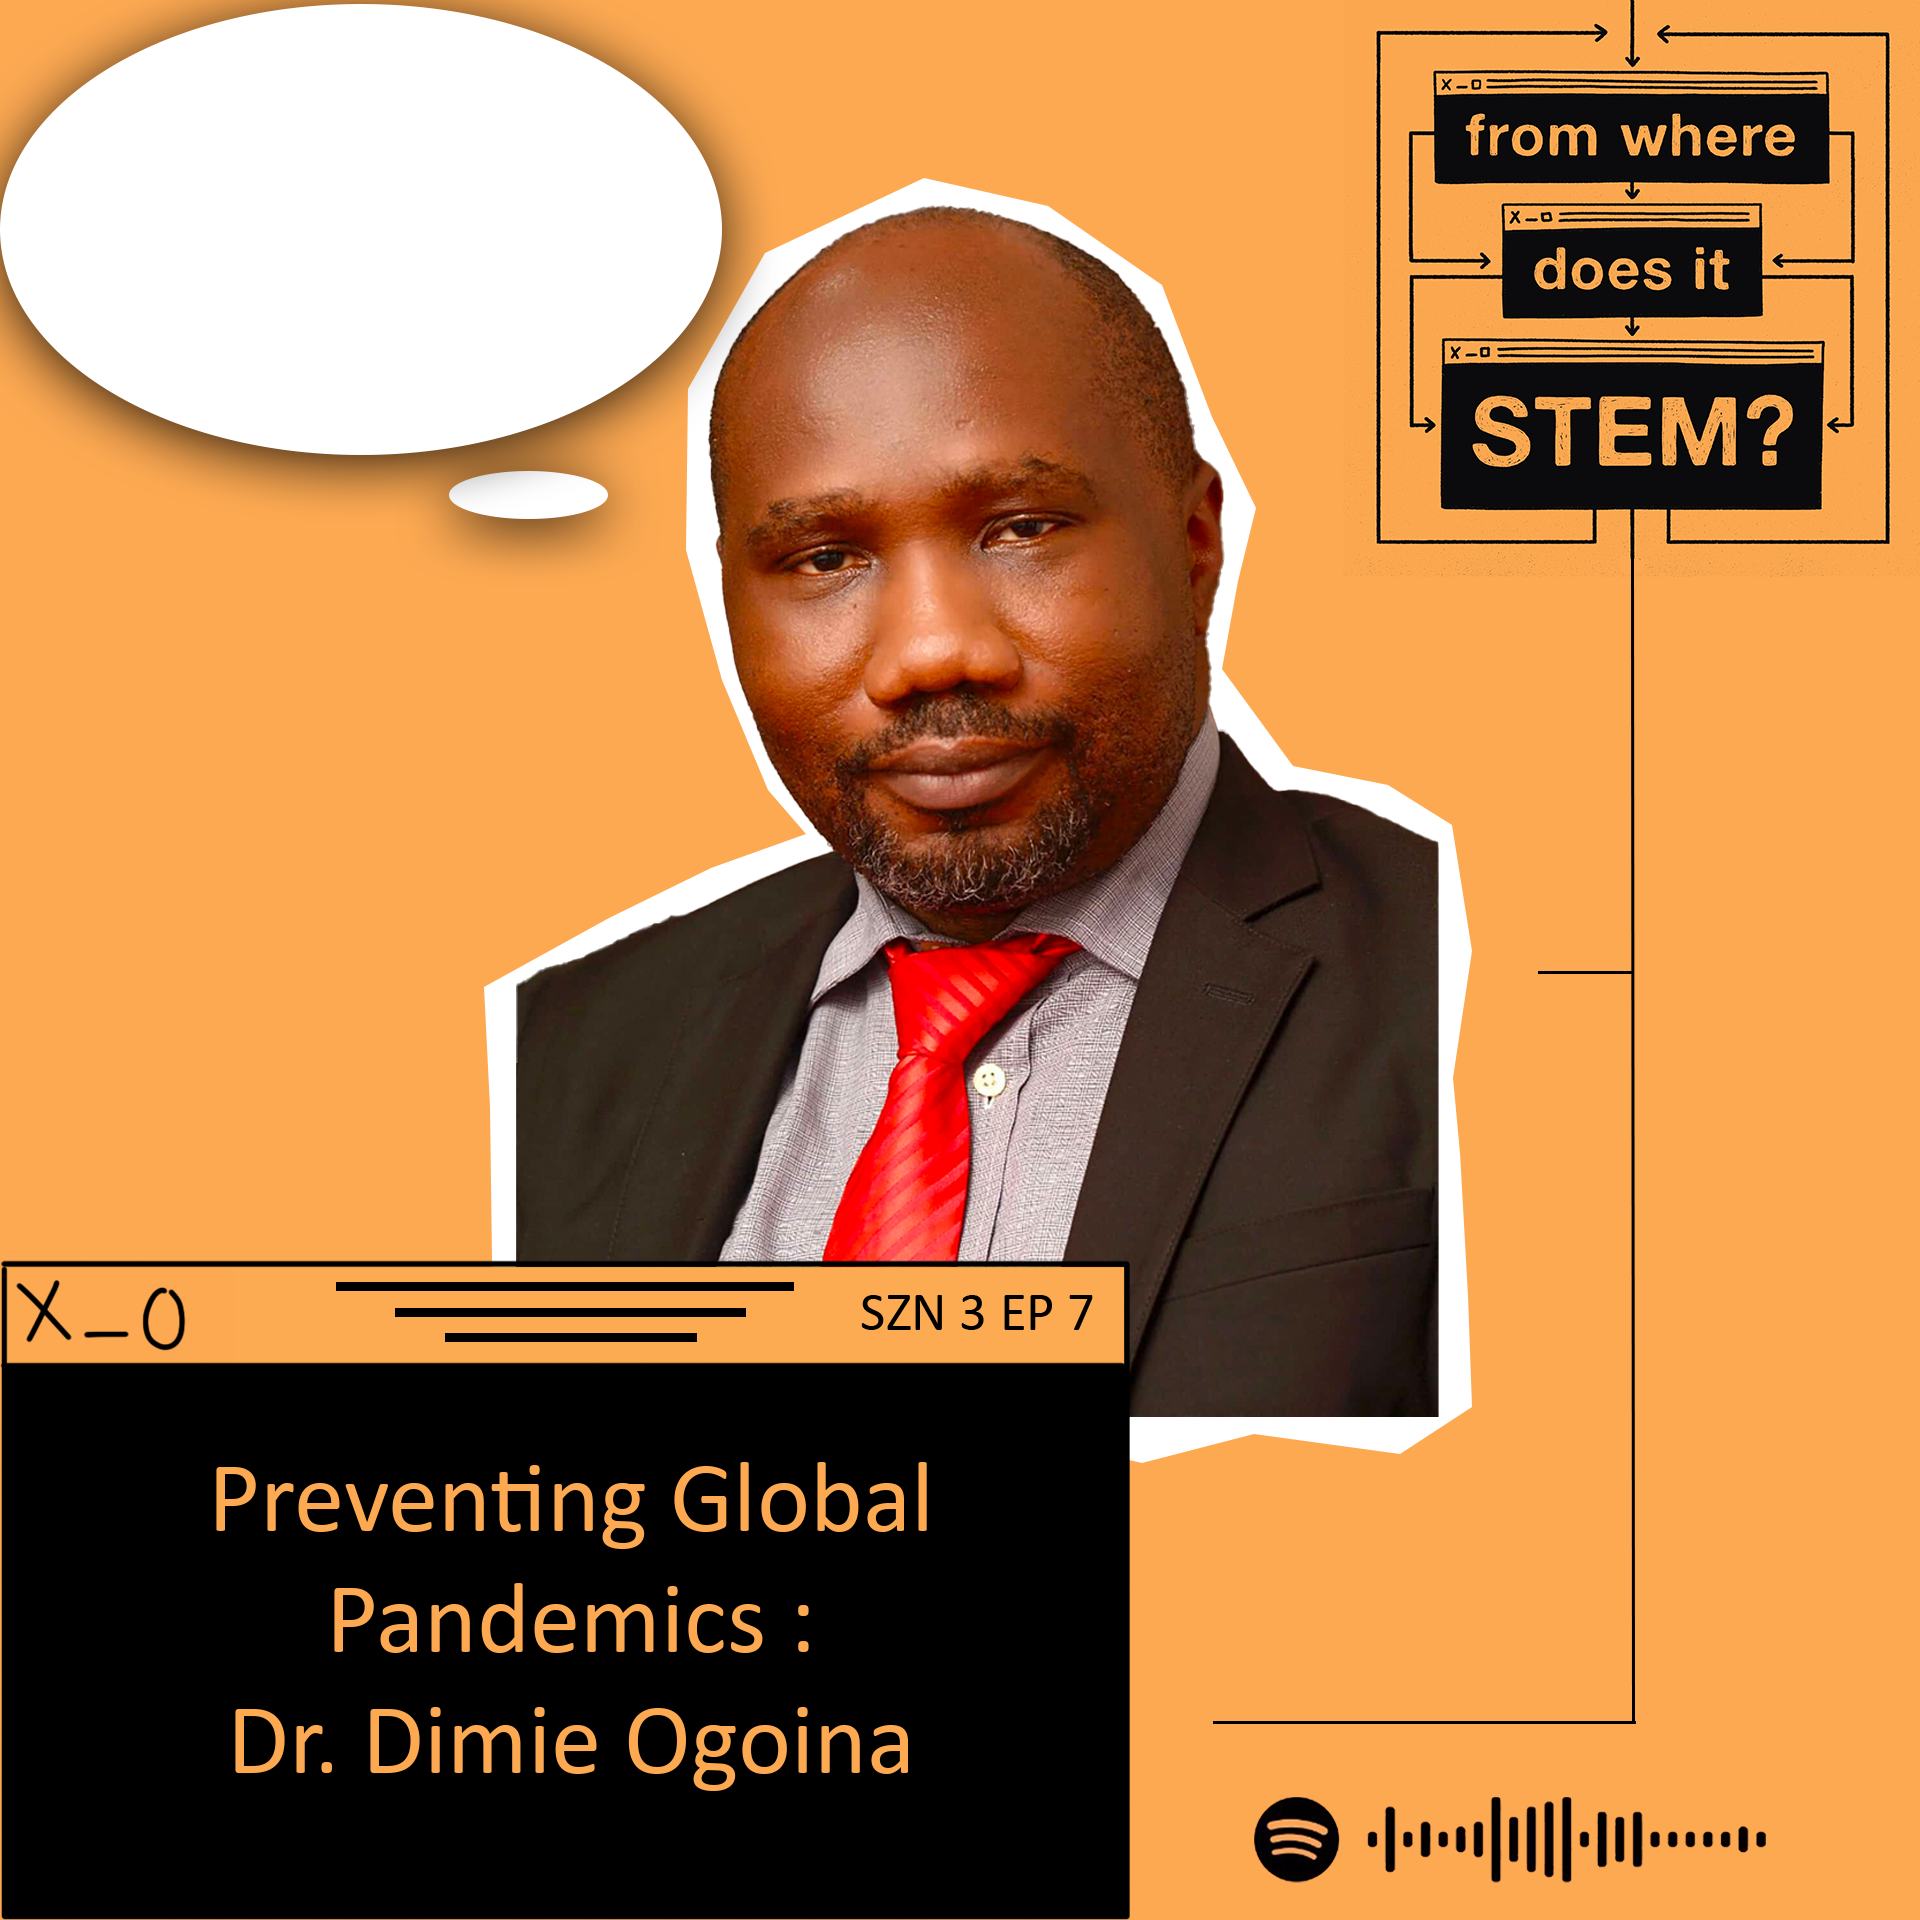 from where
does it
STEM?
X_O SZN 3 EP 7
Preventing Global
Pandemics :
Dr. Dimie Ogoina